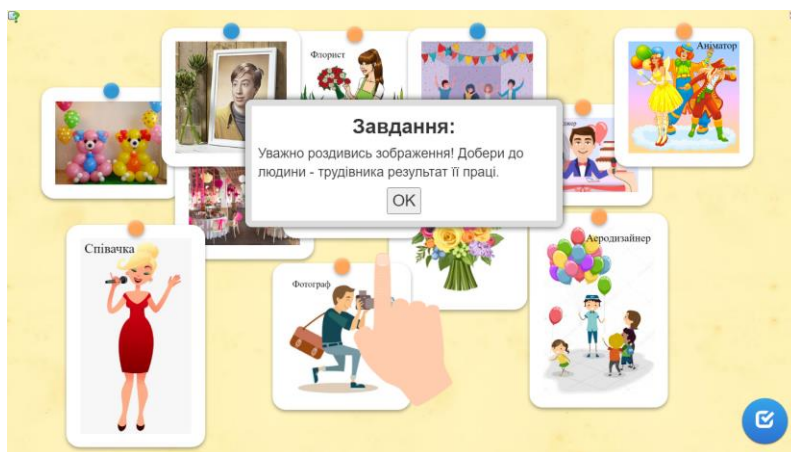 Флорист
Аніматор
Завдання:
Уважно роздивись зображення! Добери до
людини - трудівника результат її праці.
OK
Співачка
Фотограф
Аеродизайнер